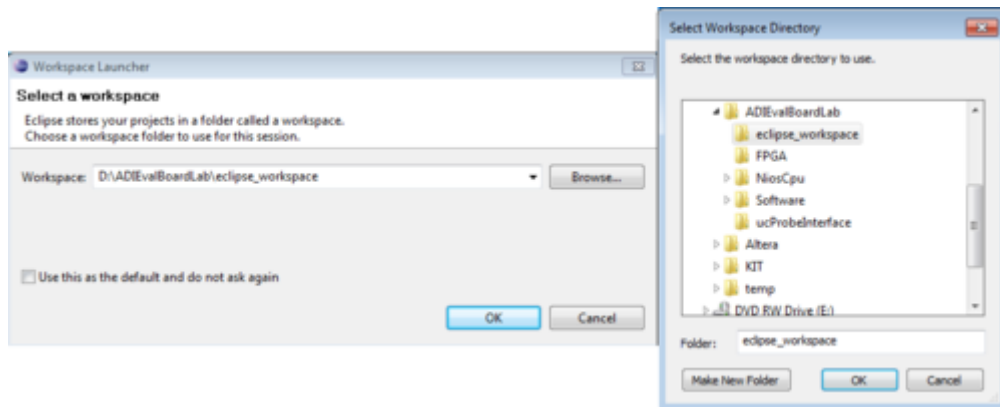 Workspace Launcher
Select a workspace
Eclipse stores your projects in a folder called a workspace.
Choose a workspace folder to use for this session.
Workspace: D:\ADIEvalBoardLab\eclipse_workspace Browse...
Use this as the default and do not ask again
OK Cancel
Select Workspace Directory
Select the workspace directory to use.
ADIEvalBoardLab
eclipse_workspace
FPGA
NiosCpu
Software
ucProbeInterface
Altera
KIT
temp
DVD RW Drive (E:)
Folder: eclipse_workspace
Make New Folder OK Cancel